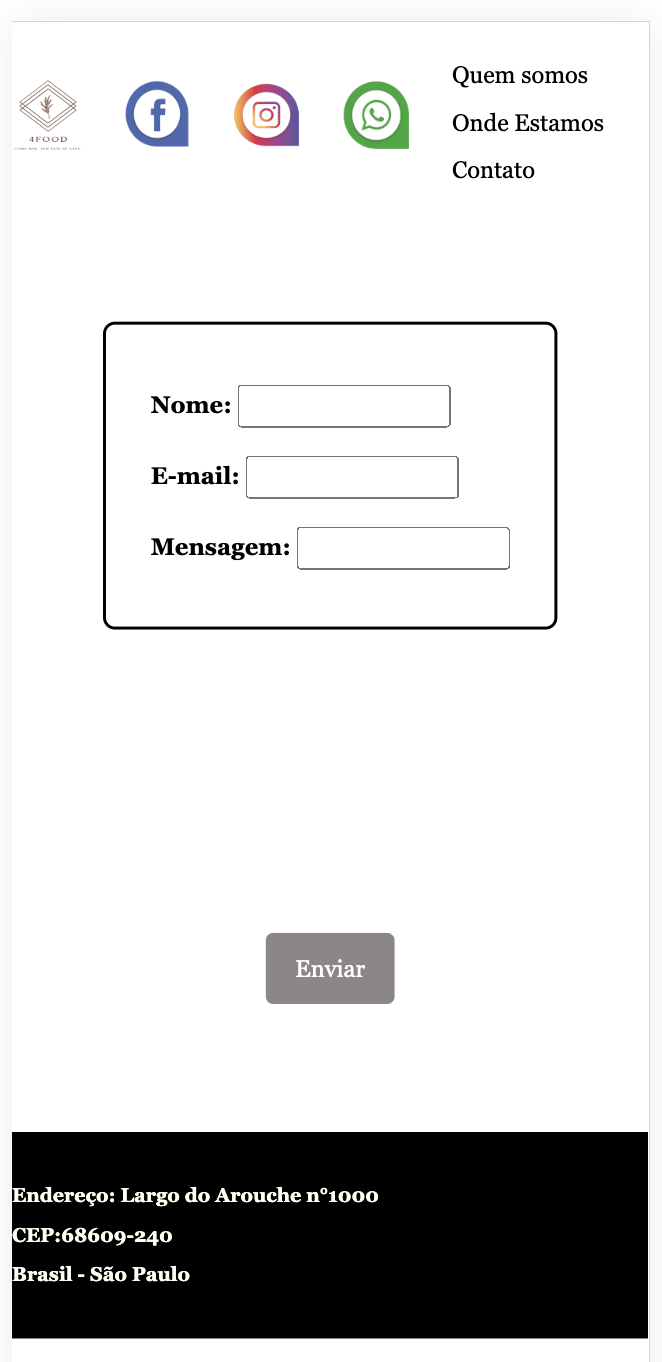 4FOOD
Quem somos
Onde Estamos
Contato
Nome:
E-mail:
Mensagem:
Enviar
Endereço: Largo do Arouche n°1000
CEP:68609-240
Brasil - São Paulo